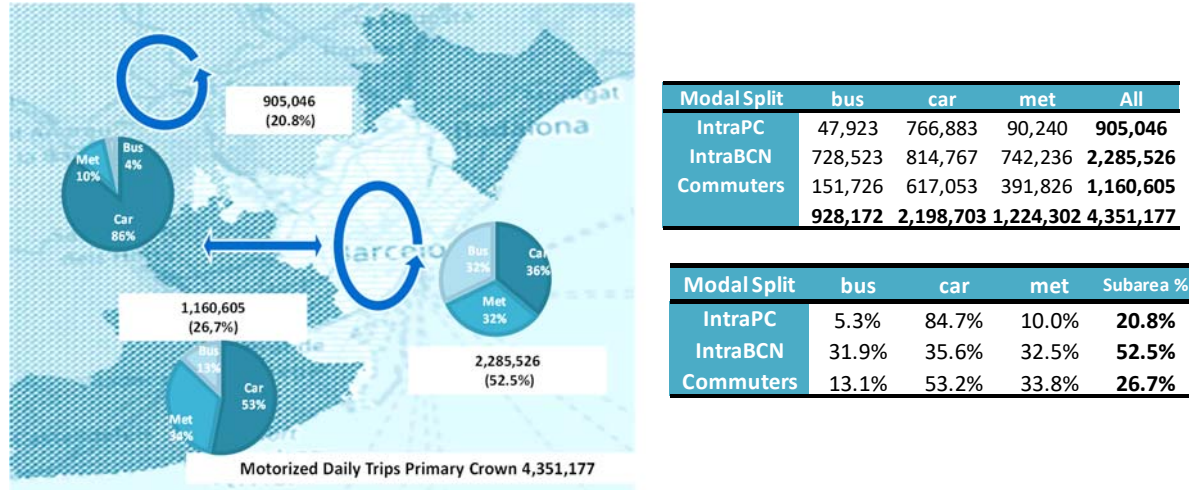 905,046
(20.8%)
gat
ona
Bus
4%
Met
10%
Car
86%
Barcelo
Bus
32%
Car
36%
Met
32%
1,160,605
(26,7%)
2,285,526
(52.5%)
Bus
13%
Car
53%
Met
34%
Motorized Daily Trips Primary Crown 4,351,177
Modal Split bus car met All
IntraPC 47,923 766,883 90,240 905,046
IntraBCN 728,523 814,767 742,236 2,285,526
Commuters 151,726 617,053 391,826 1,160,605
928,172 2,198,703 1,224,302 4,351,177
Modal Split bus car met Subarea %
IntraPC 5.3% 84.7% 10.0% 20.8%
IntraBCN 31.9% 35.6% 32.5% 52.5%
Commuters 13.1% 53.2% 33.8% 26.7%